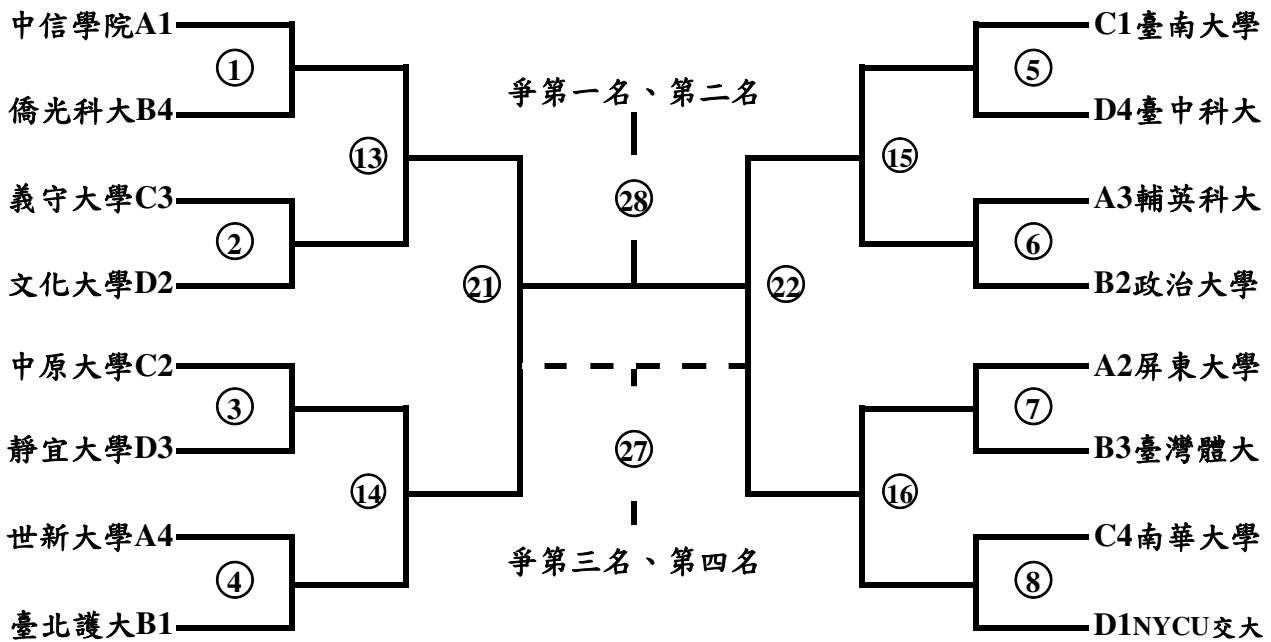 中信學院A1
①
僑光科大B4
⑬
義守大學C3
②
文化大學D2
㉑
中原大學C2
③
靜宜大學D3
⑭
世新大學A4
④
臺北護大B1
爭第一名、第二名
㉘
㉗
爭第三名、第四名
C1臺南大學
⑤
D4臺中科大
⑮
A3輔英科大
⑥
B2政治大學
㉒
A2屏東大學
⑦
B3臺灣體大
⑯
C4南華大學
⑧
D1NYCU交大